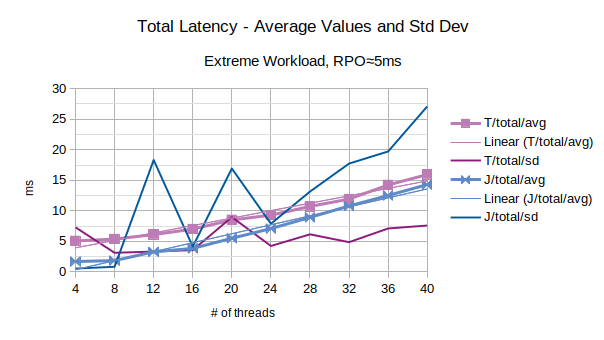 Total Latency - Average Values and Std Dev
Extreme Workload, RPO≈5ms
30
25
20
15
10
5
0
ms
4 8 12 16 20 24 28 32 36 40
# of threads
T/total/avg
Linear (T/total/avg)
T/total/sd
J/total/avg
Linear (J/total/avg)
J/total/sd